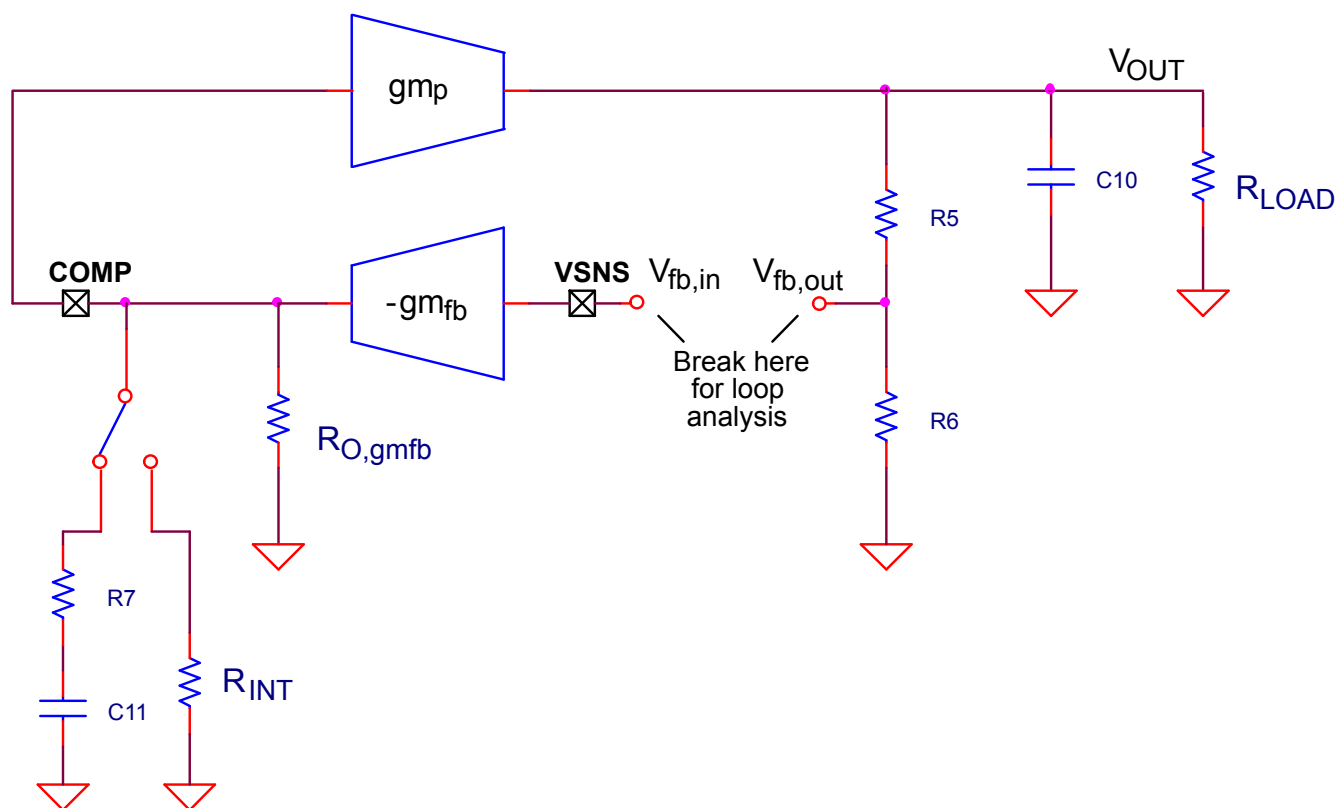 gmp
VOUT
C10
RLOAD
R5
COMP
-gmfb
VSNS
Vfb,in
Vfb,out
Break here
for loop
analysis
RO,gmfb
R6
R7
RINT
C11